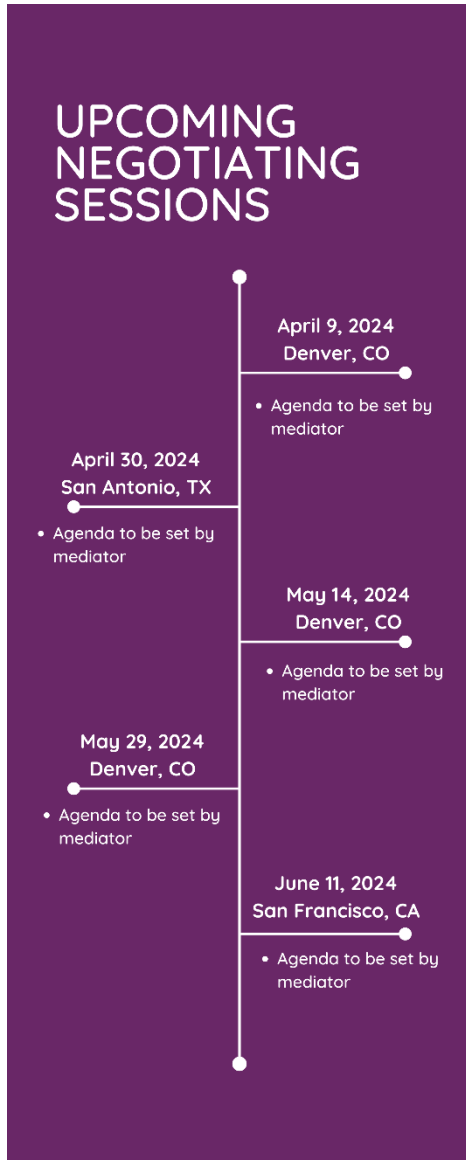 UPCOMING
NEGOTIATING
SESSIONS
April 9, 2024
Denver, CO
• Agenda to be set by
mediator
April 30, 2024
San Antonio, TX
• Agenda to be set by
mediator
May 14, 2024
Denver, CO
• Agenda to be set by
mediator
May 29, 2024
Denver, CO
• Agenda to be set by
mediator
June 11, 2024
San Francisco, CA
• Agenda to be set by
mediator